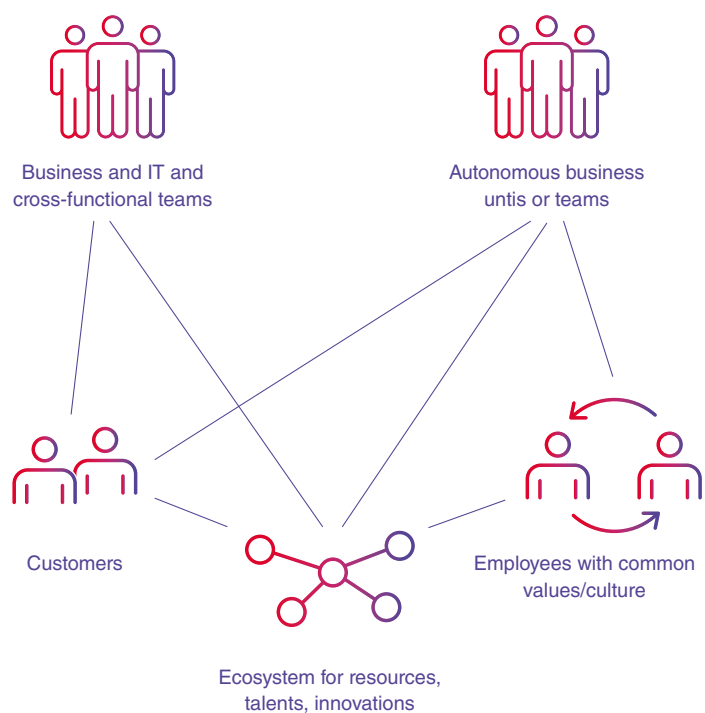 Business and IT and
cross-functional teams
Autonomous business
untis or teams
Customers
Employees with common
values/culture
Ecosystem for resources,
talents, innovations